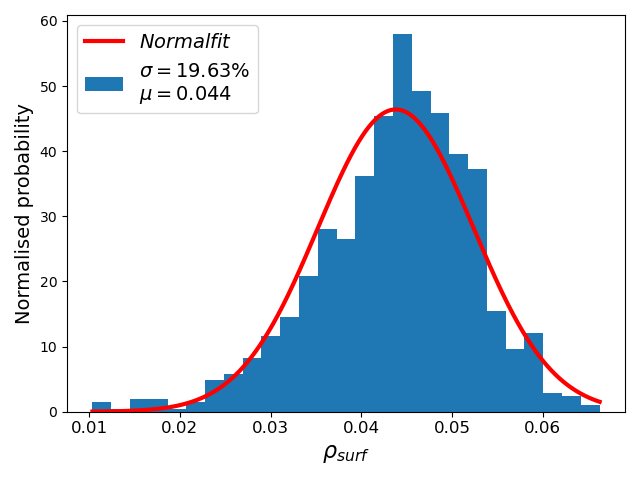 60
50
40
30
20
10
0
Normalised probability
Normalfit
σ = 19.63%
μ = 0.044
0.01 0.02 0.03 0.04 0.05 0.06
ρsurf